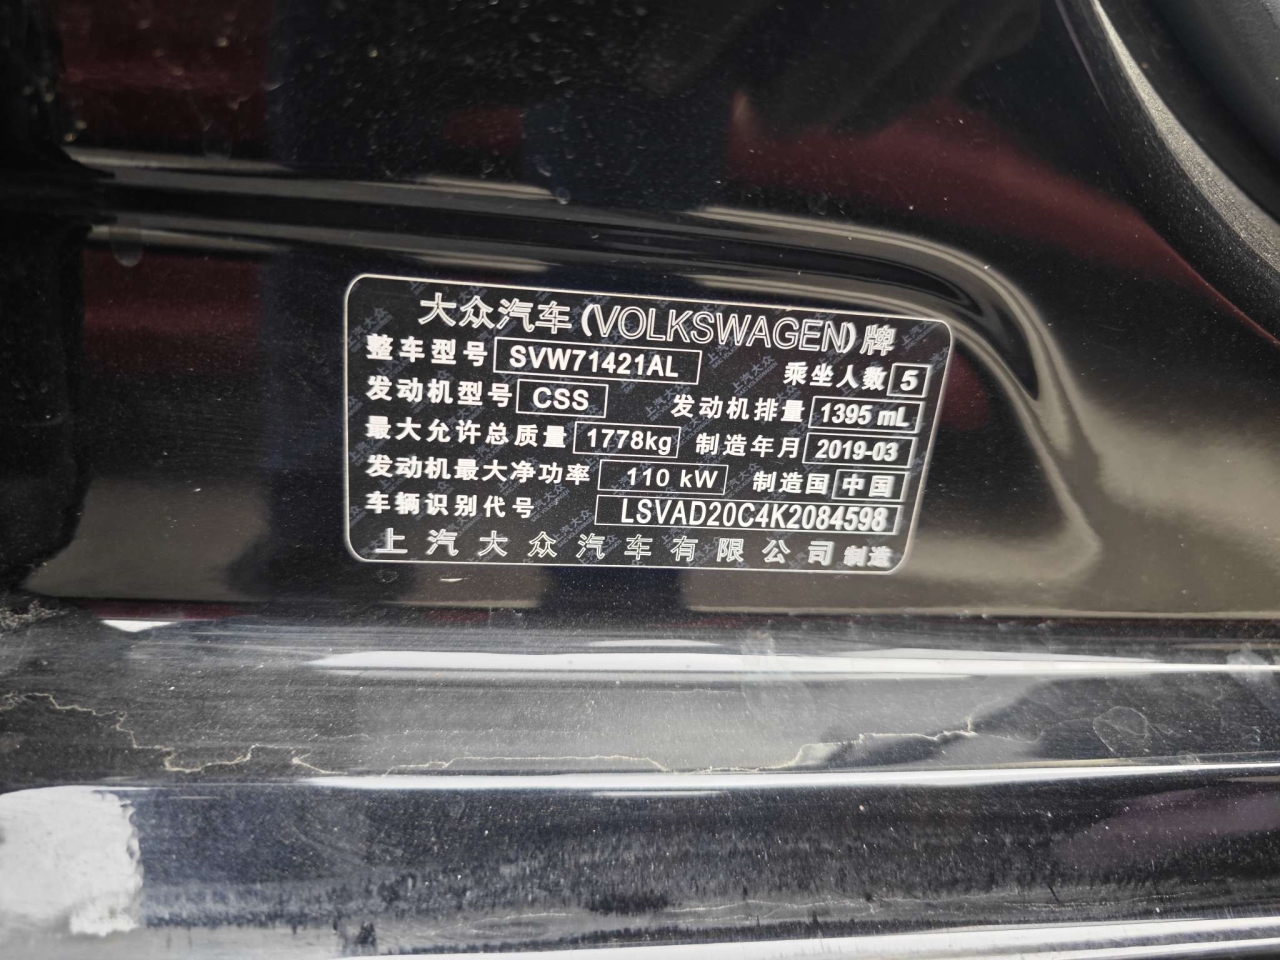 大众汽车(VOLKSWAGEN)牌
整车型号 SVW71421AL 乘坐人数 5
发动机型号 CSS 发动机排量 1395 mL
最大允许总质量 1778kg 制造年月 2019-03
发动机最大净功率 110 kW 制造国 中国
车辆识别代号 LSVAD20C4K2084598
上汽大众汽车有限公司 制造